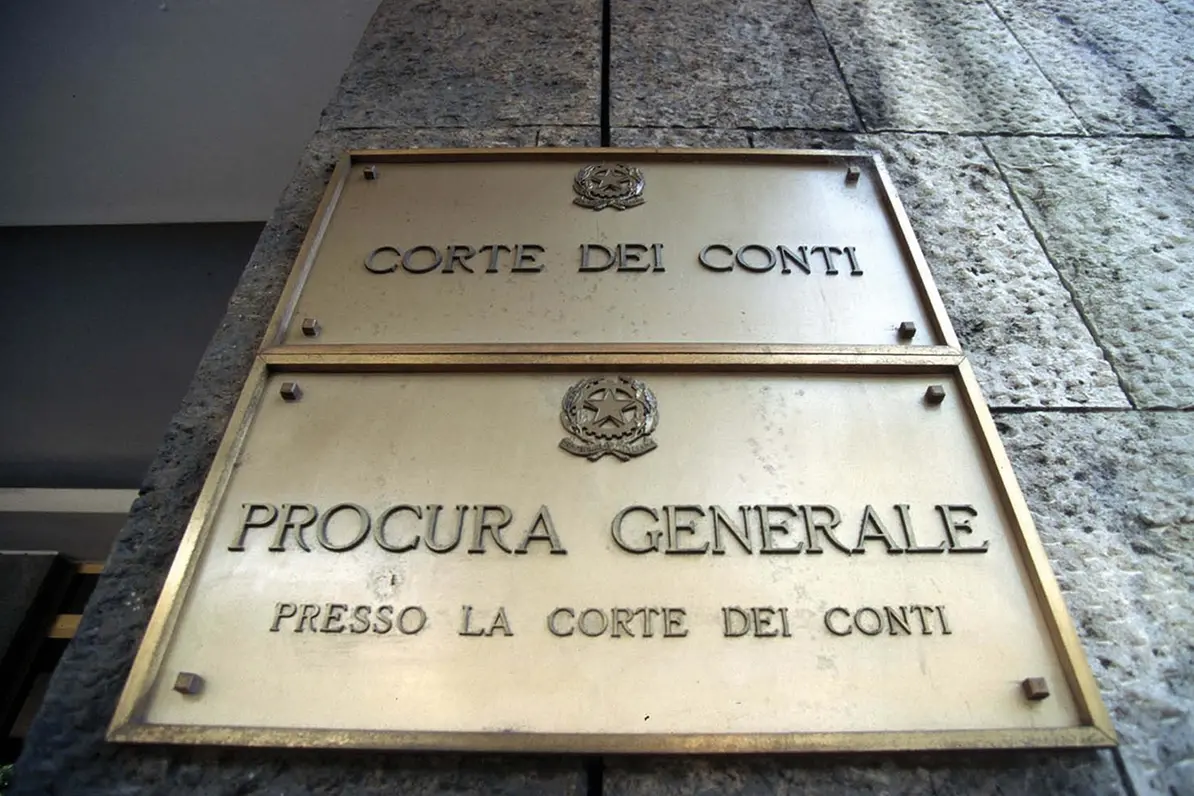 CORTE DEI CONTI
PROCURA GENERALE
PRESSO LA CORTE DEI CONTI